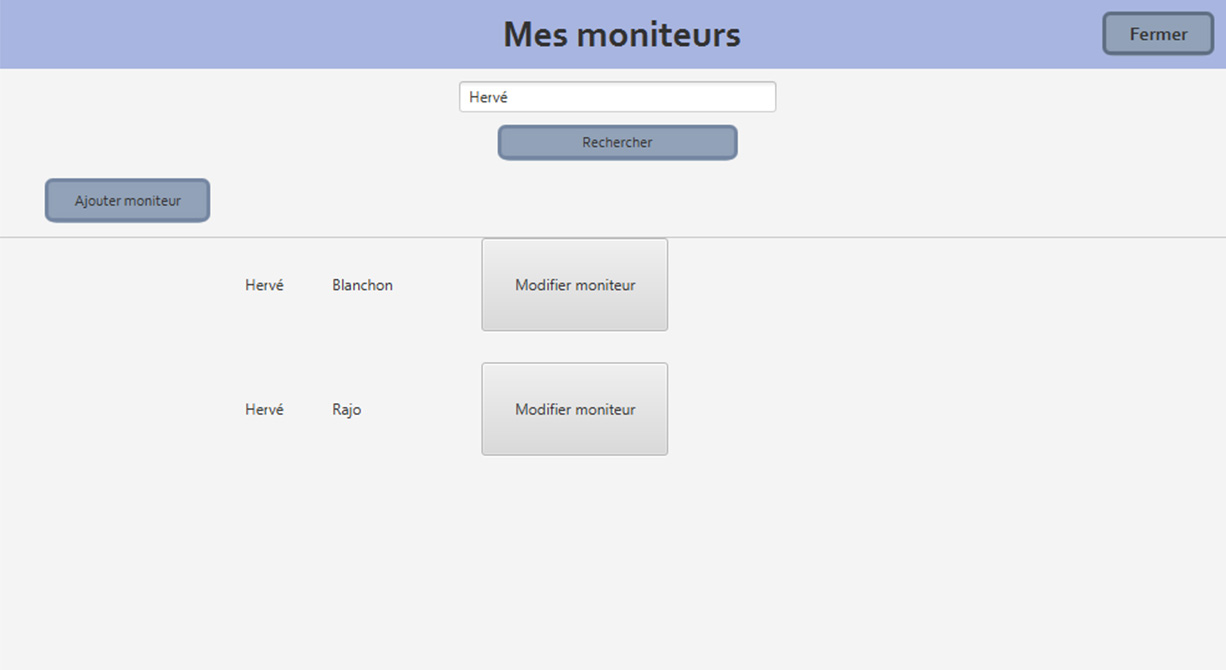 Mes moniteurs
Fermer
Hervé
Rechercher
Ajouter moniteur
Hervé Blanchon Modifier moniteur
Hervé Rajo Modifier moniteur